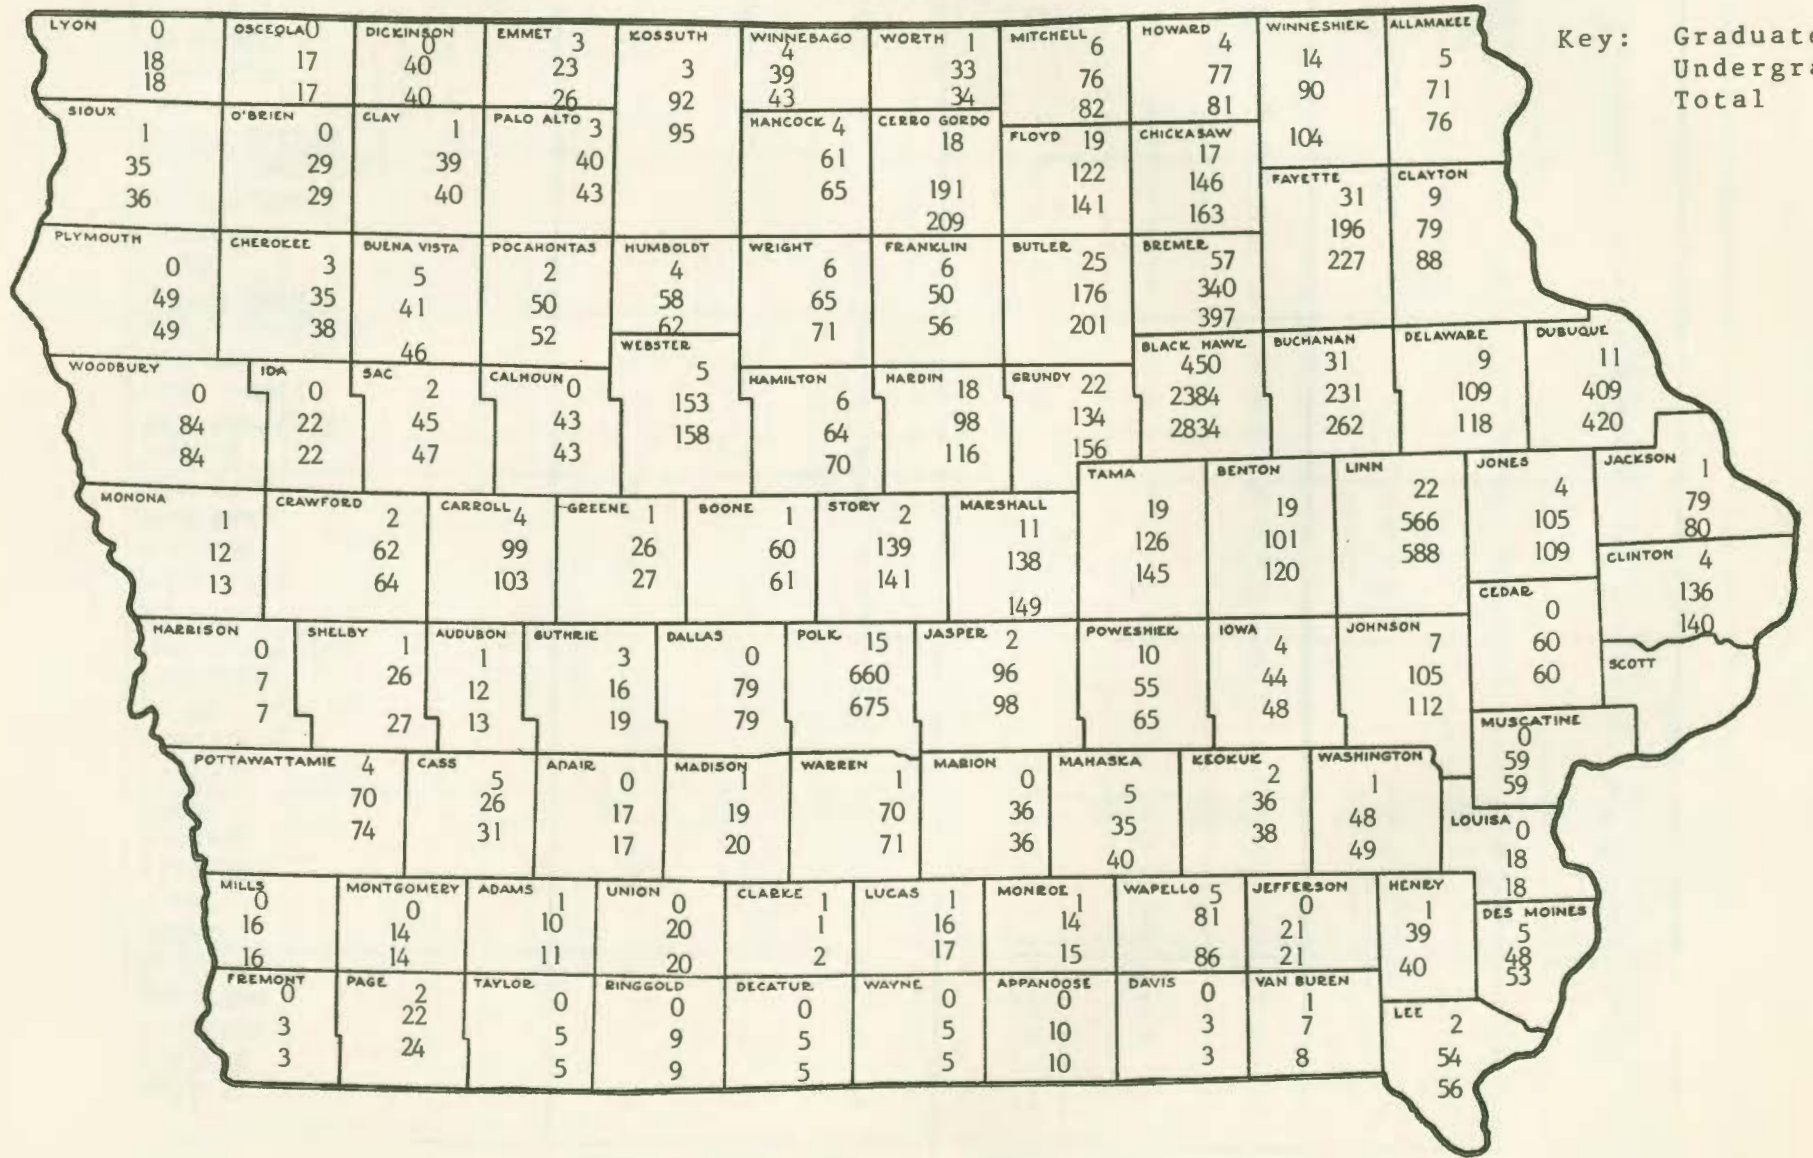 Key: Graduate
Undergra
Total
LYON 0
18
18
OSCEOLA 0
17
17
DICKINSON
0
40
40
EMMET 3
23
26
KOSSUTH
3
92
95
WINNEBAGO
4
39
43
WORTH 1
33
34
MITCHELL 6
76
82
HOWARD 4
77
81
WINNESHIEK
14
90
104
ALLAMAKEE
5
71
76
SIOUX
1
35
36
O'BRIEN 0
29
29
CLAY 1
39
40
PALO ALTO 3
40
43
HANCOCK 4
61
65
CERRO GORDO
18
191
209
FLOYD 19
122
141
CHICKASAW
17
146
163
FAYETTE
31
196
227
CLAYTON
9
79
88
PLYMOUTH
0
49
49
CHEROKEE
3
35
38
BUENA VISTA
5
41
46
POCAHONTAS
2
50
52
HUMBOLDT
4
58
62
WRIGHT
6
65
71
FRANKLIN
6
50
56
BUTLER 25
176
201
BREMER 57
340
397
WOODBURY
0
84
84
IDA
0
22
22
SAC
2
45
47
CALHOUN 0
43
43
WEBSTER
5
153
158
HAMILTON
6
64
70
HARDIN 18
98
116
GRUNDY 22
134
156
BLACK HAWK
450
2384
2834
BUCHANAN
31
231
262
DELAWARE
9
109
118
DUBUQUE
11
409
420
MONONA
1
12
13
CRAWFORD
2
62
64
CARROLL 4
99
103
GREENE 1
26
27
BOONE 1
60
61
STORY 2
139
141
MARSHALL
11
138
149
TAMA
19
126
145
BENTON
19
101
120
LINN
22
566
588
JONES
4
105
109
JACKSON 1
79
80
CLINTON 4
136
140
CEDAR
0
60
60
HARRISON
0
7
7
SHELBY 1
26
27
AUDUBON
1
12
13
GUTHRIE
3
16
19
DALLAS
0
79
79
POLK 15
660
675
JASPER 2
96
98
POWESHIEK
10
55
65
IOWA 4
44
48
JOHNSON 7
105
112
SCOTT
MUSCATINE
0
59
59
POTTAWATTAMIE 4
70
74
CASS 5
26
31
ADAIR 0
17
17
MADISON
1
19
20
WARREN 1
70
71
MARION 0
36
36
MAHASKA
5
35
40
KEOKUK 2
36
38
WASHINGTON
1
48
49
LOUISA 0
18
18
MILLS
0
16
16
MONTGOMERY
0
14
14
ADAMS 1
10
11
UNION 0
20
20
CLARKE 1
1
2
LUCAS 1
16
17
MONROE 1
14
15
WAPELLO 5
81
86
JEFFERSON
0
21
21
HENRY
1
39
40
DES MOINES
5
48
53
FREMONT
0
3
3
PAGE 2
22
24
TAYLOR 0
5
5
RINGGOLD
0
9
9
DECATUR
0
5
5
WAYNE 0
5
5
APPANOOSE
0
10
10
DAVIS 0
3
3
VAN BUREN
1
7
8
LEE 2
54
56